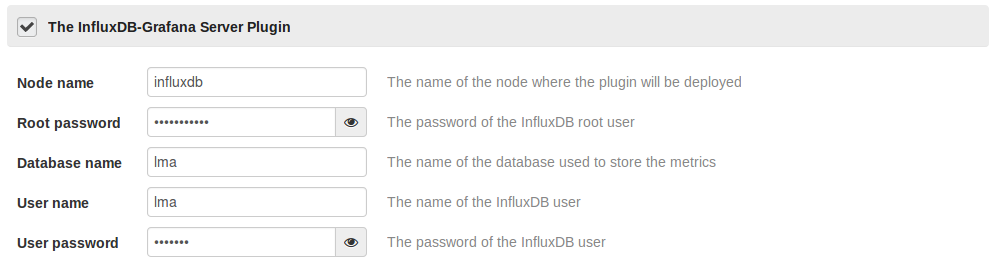 The InfluxDB-Grafana Server Plugin
Node name influxdb The name of the node where the plugin will be deployed
Root password ••••••••••• The password of the InfluxDB root user
Database name lma The name of the database used to store the metrics
User name lma The name of the InfluxDB user
User password ••••••• The password of the InfluxDB user